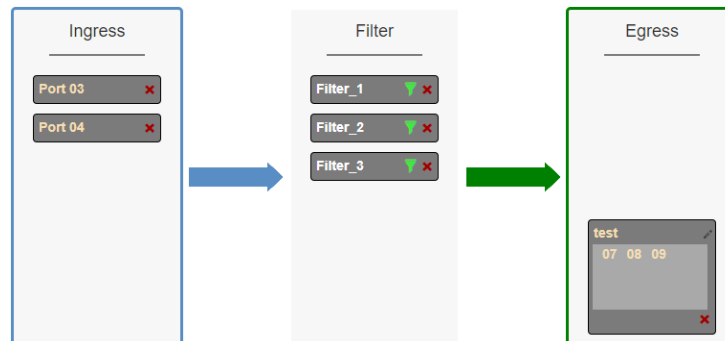 Ingress
Port 03
Port 04
Filter
Filter_1
Filter_2
Filter_3
Egress
test
07 08 09